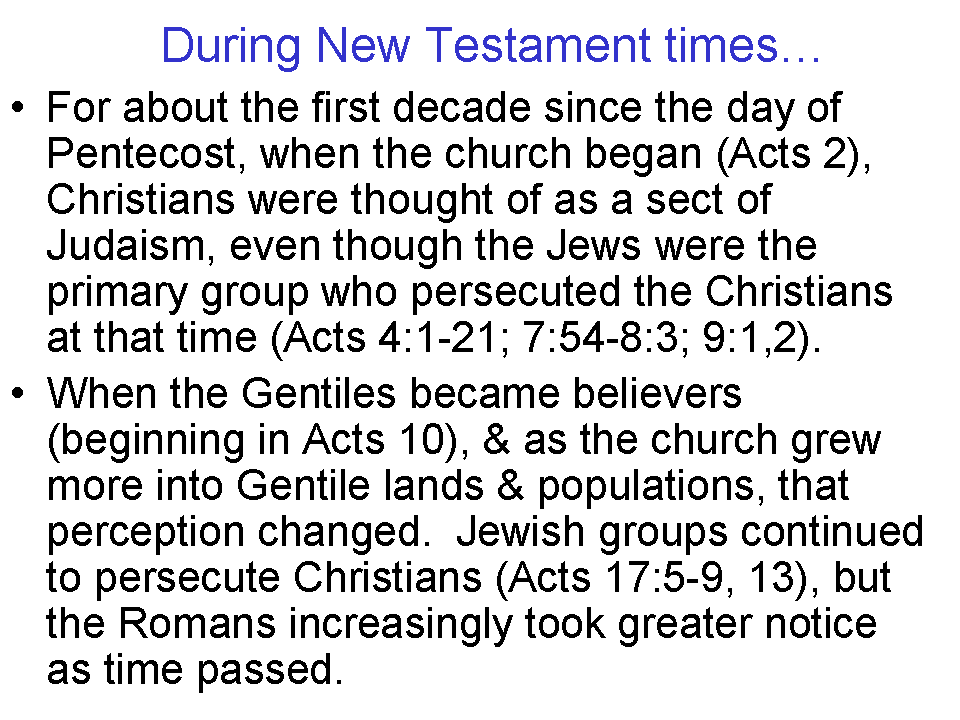 During New Testament times…
• For about the first decade since the day of
Pentecost, when the church began (Acts 2),
Christians were thought of as a sect of
Judaism, even though the Jews were the
primary group who persecuted the Christians
at that time (Acts 4:1-21; 7:54-8:3; 9:1,2).
• When the Gentiles became believers
(beginning in Acts 10), & as the church grew
more into Gentile lands & populations, that
perception changed.  Jewish groups continued
to persecute Christians (Acts 17:5-9, 13), but
the Romans increasingly took greater notice
as time passed.